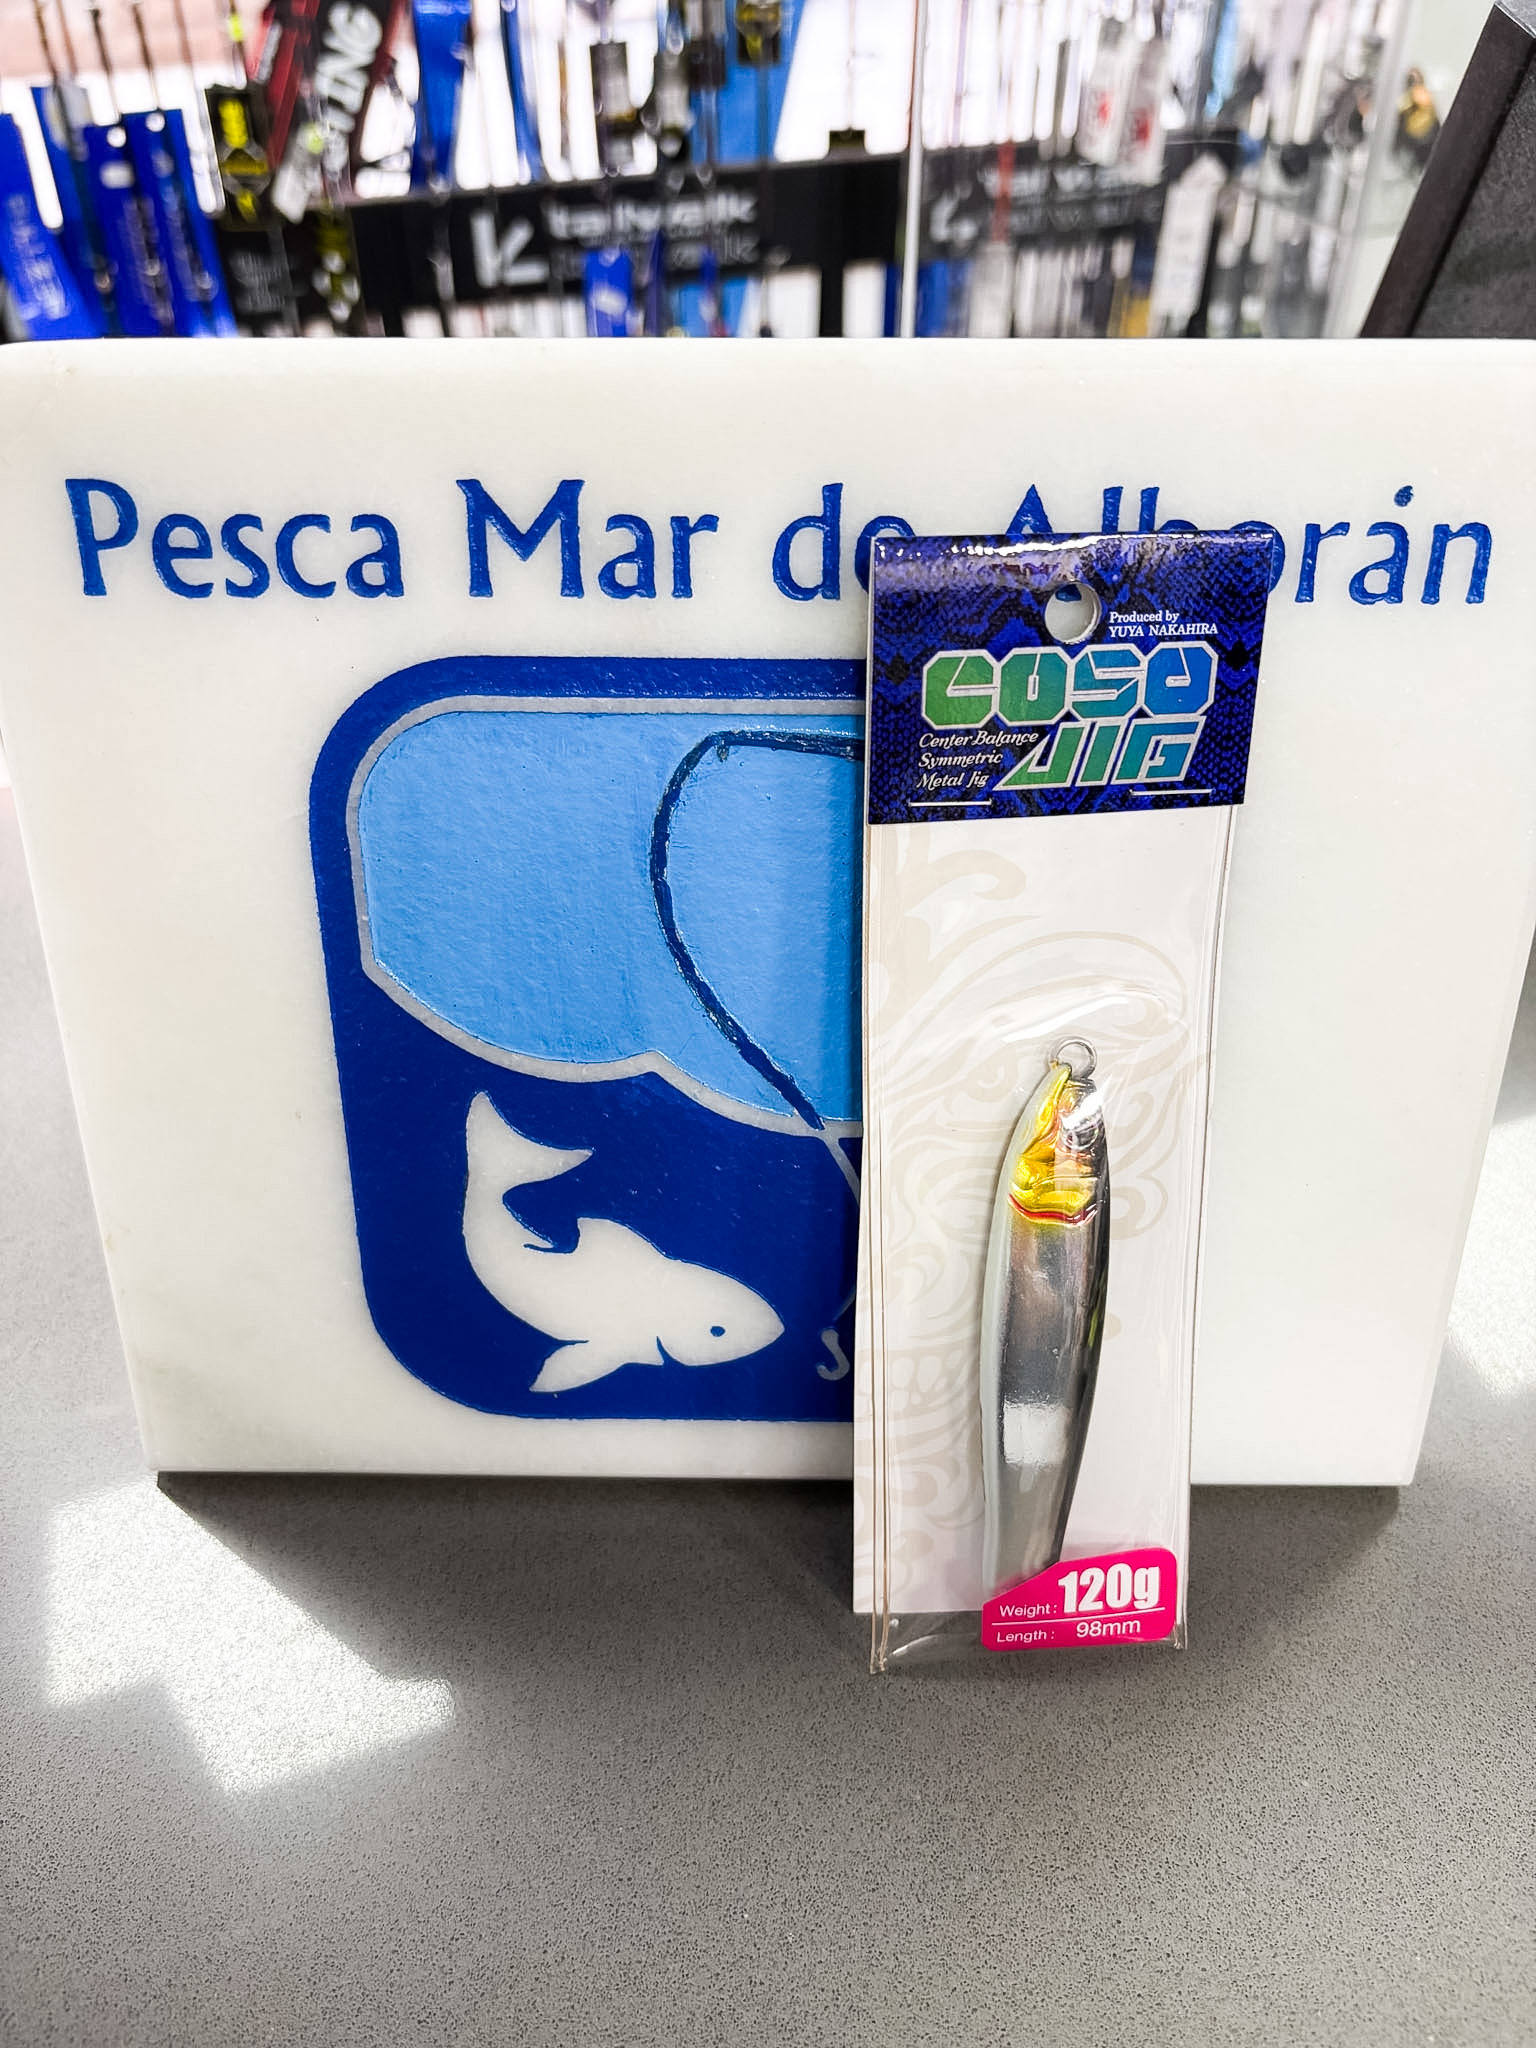 tailwalk
Pesca Mar de Alborán
Produced by
YUYA NAKAHIRA
COSO
JIG
Center Balance
Symmetric
Metal Jig
Weight: 120g
Length: 98mm